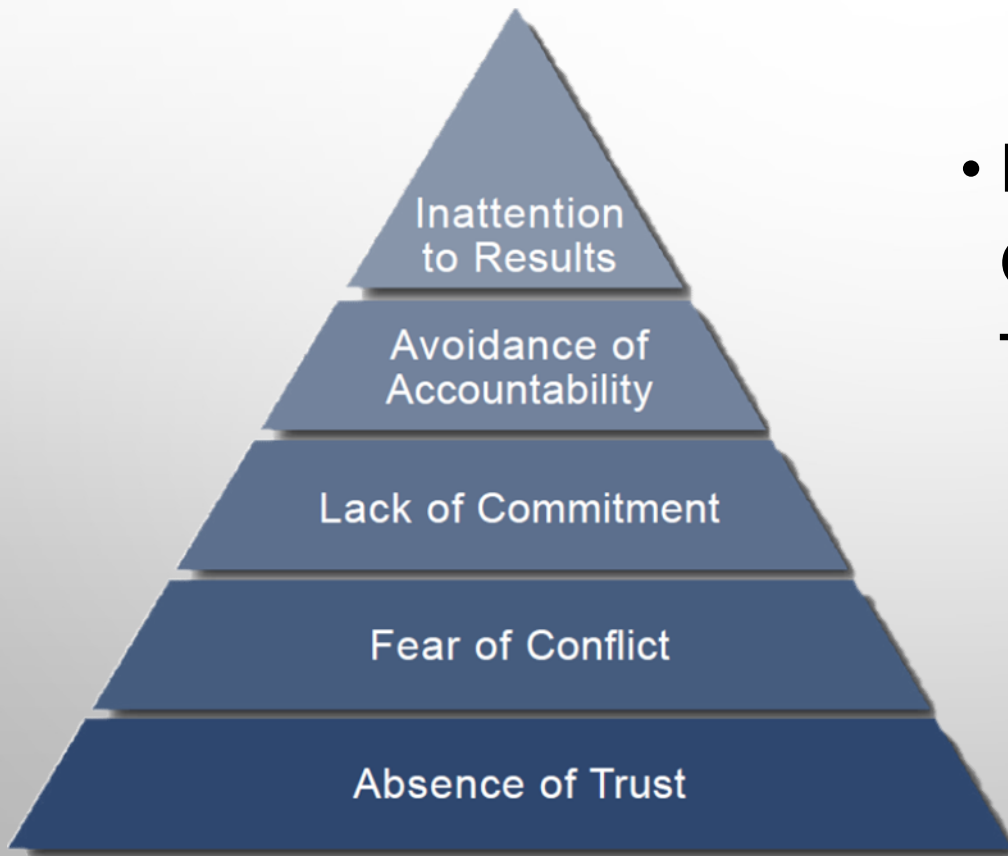 Inattention
to Results
Avoidance of
Accountability
Lack of Commitment
Fear of Conflict
Absence of Trust